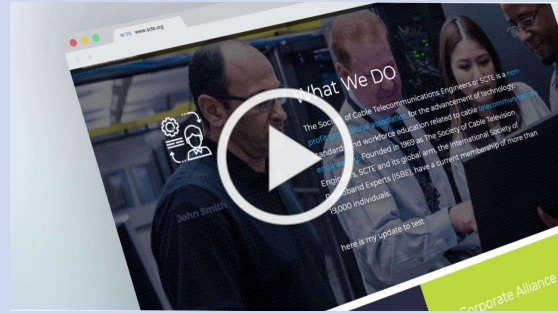 SCTE www.scte.org
What We DO
The Society of Cable Telecommunications Engineers or SCTE is a non-
profit professional association for the advancement of technology,
standards and workforce education related to cable telecommunications
engineering. Founded in 1969 as The Society of Cable Television
Engineers, SCTE and its global arm, the International Society of
Broadband Experts (ISBE), have a current membership of more than
19,000 individuals.
John Smith
here is my update to test
Corporate Alliance